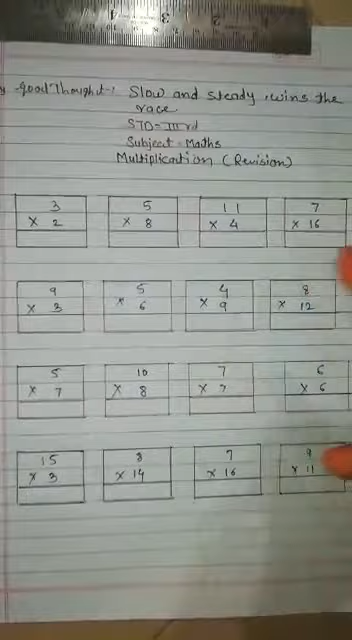 Good Thought:- Slow and steady, wins the
race
STD - IIIrd
Subject - Maths
Multiplication (Revision)
3 5 11 7
× 2 × 8 × 4 × 16
9 5 4 8
× 3 × 6 × 9 × 12
5 10 7 6
× 7 × 8 × 7 × 6
15 8 7 9
× 3 × 14 × 16 × 11